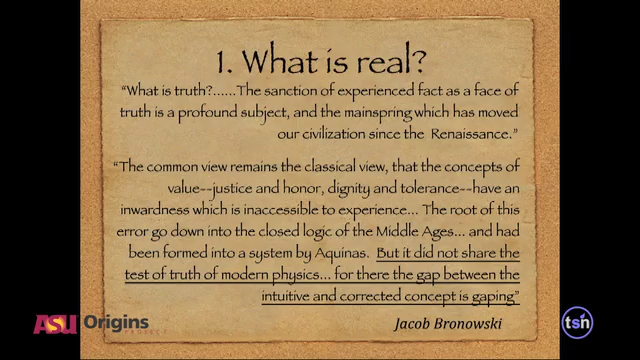 1. What is real?
“What is truth?......The sanction of experienced fact as a face of
truth is a profound subject, and the mainspring which has moved
our civilization since the Renaissance.”
“The common view remains the classical view, that the concepts of
value--justice and honor, dignity and tolerance--have an
inwardness which is inaccessible to experience... The root of this
error go down into the closed logic of the Middle Ages... and had
been formed into a system by Aquinas. But it did not share the
test of truth of modern physics... for there the gap between the
intuitive and corrected concept is gaping”
Jacob Bronowski
ASU Origins
PROJECT
tsn